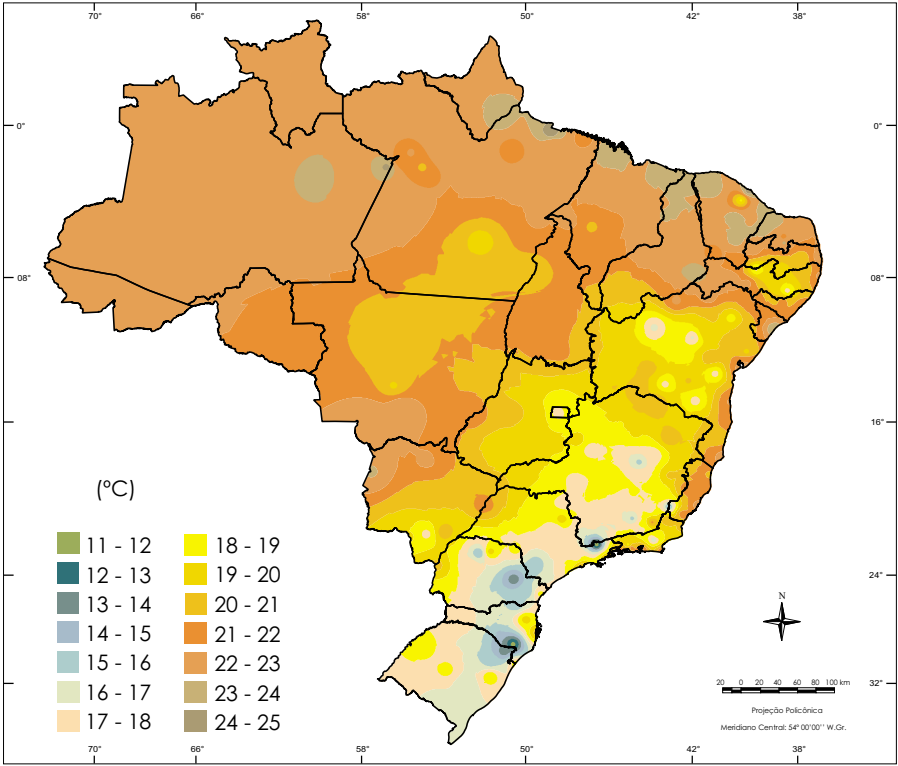 70° 66° 58° 50° 42° 38°
0° 0°
08° 08°
16° 16°
24° 24°
32° 32°
(°C)
11 - 12 18 - 19
12 - 13 19 - 20
13 - 14 20 - 21
14 - 15 21 - 22
15 - 16 22 - 23
16 - 17 23 - 24
17 - 18 24 - 25
N
20 0 20 40 60 80 100 km
Projeção Policônica
Meridiano Central: 54° 00'00'' W.Gr.
70° 66° 58° 50° 42° 38°